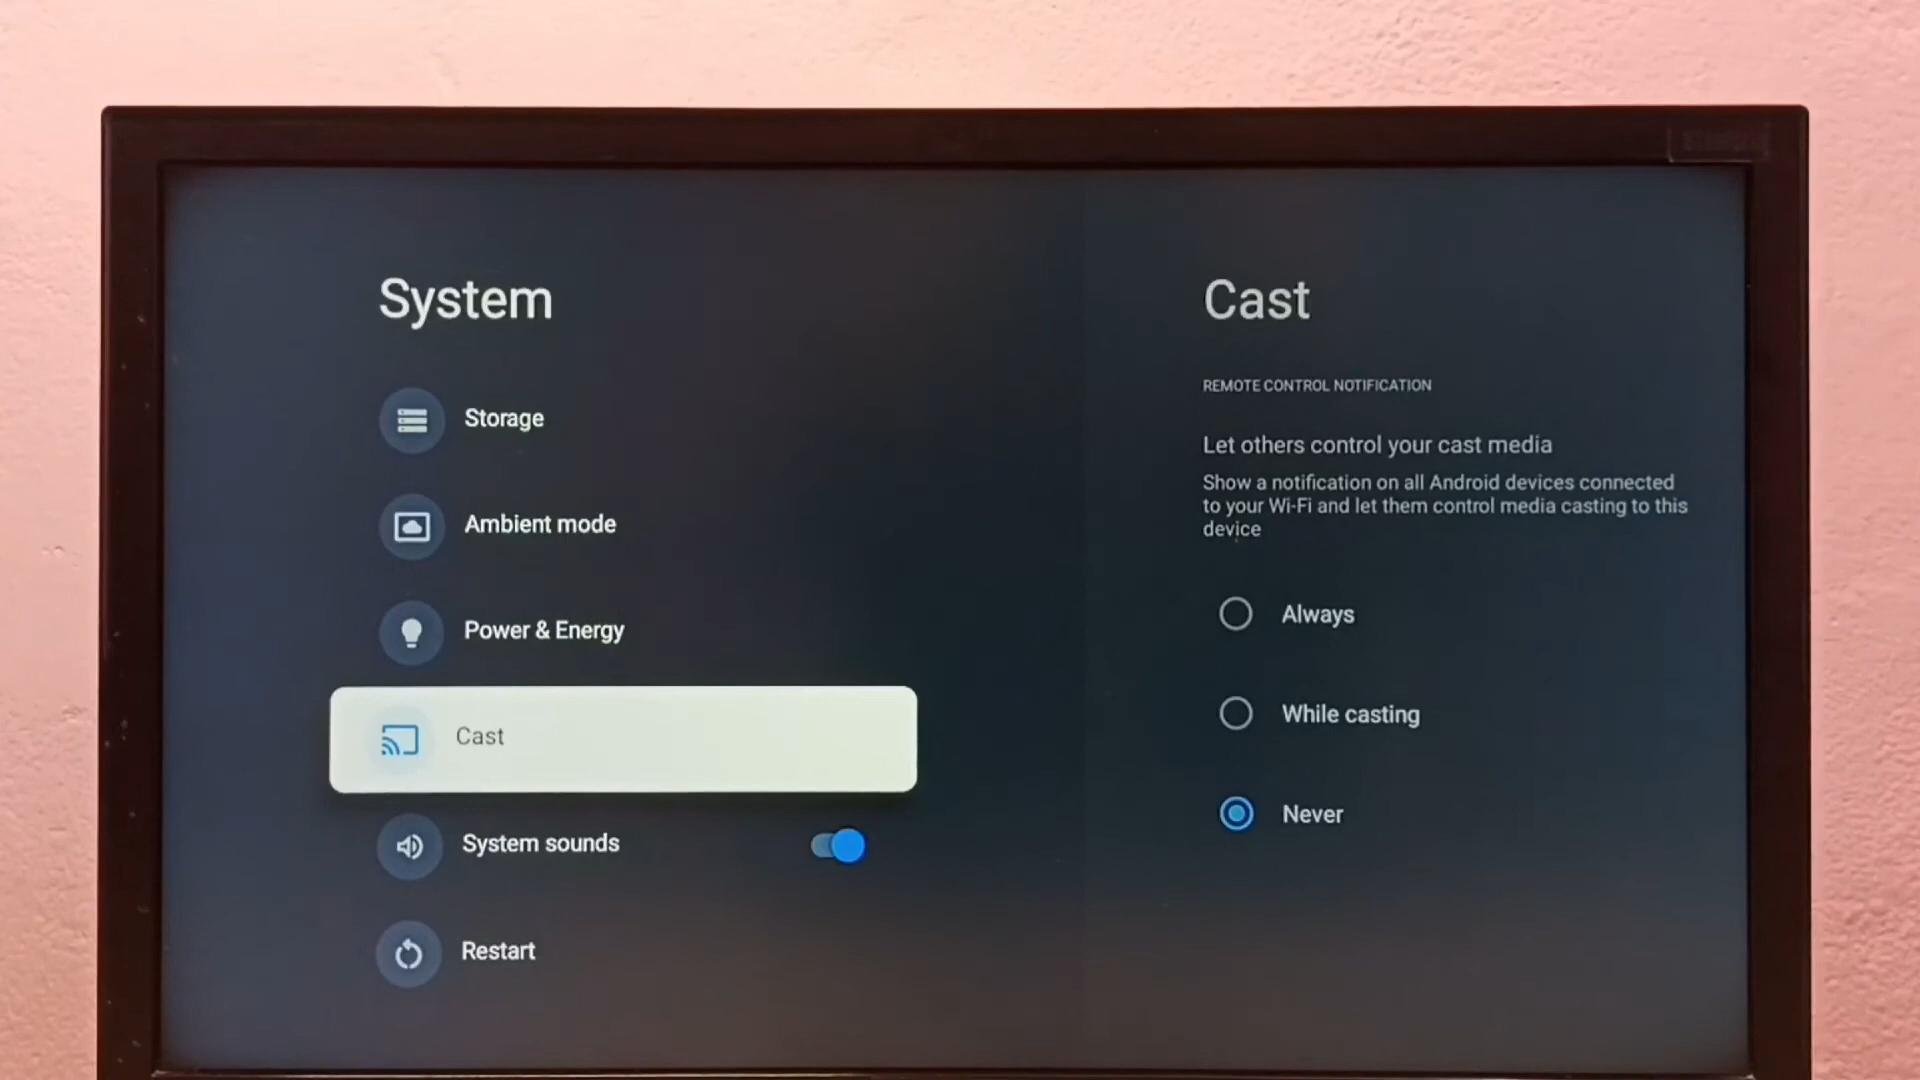 System
Storage
Ambient mode
Power & Energy
Cast
System sounds
Restart
Cast
REMOTE CONTROL NOTIFICATION
Let others control your cast media
Show a notification on all Android devices connected
to your Wi-Fi and let them control media casting to this
device
Always
While casting
Never